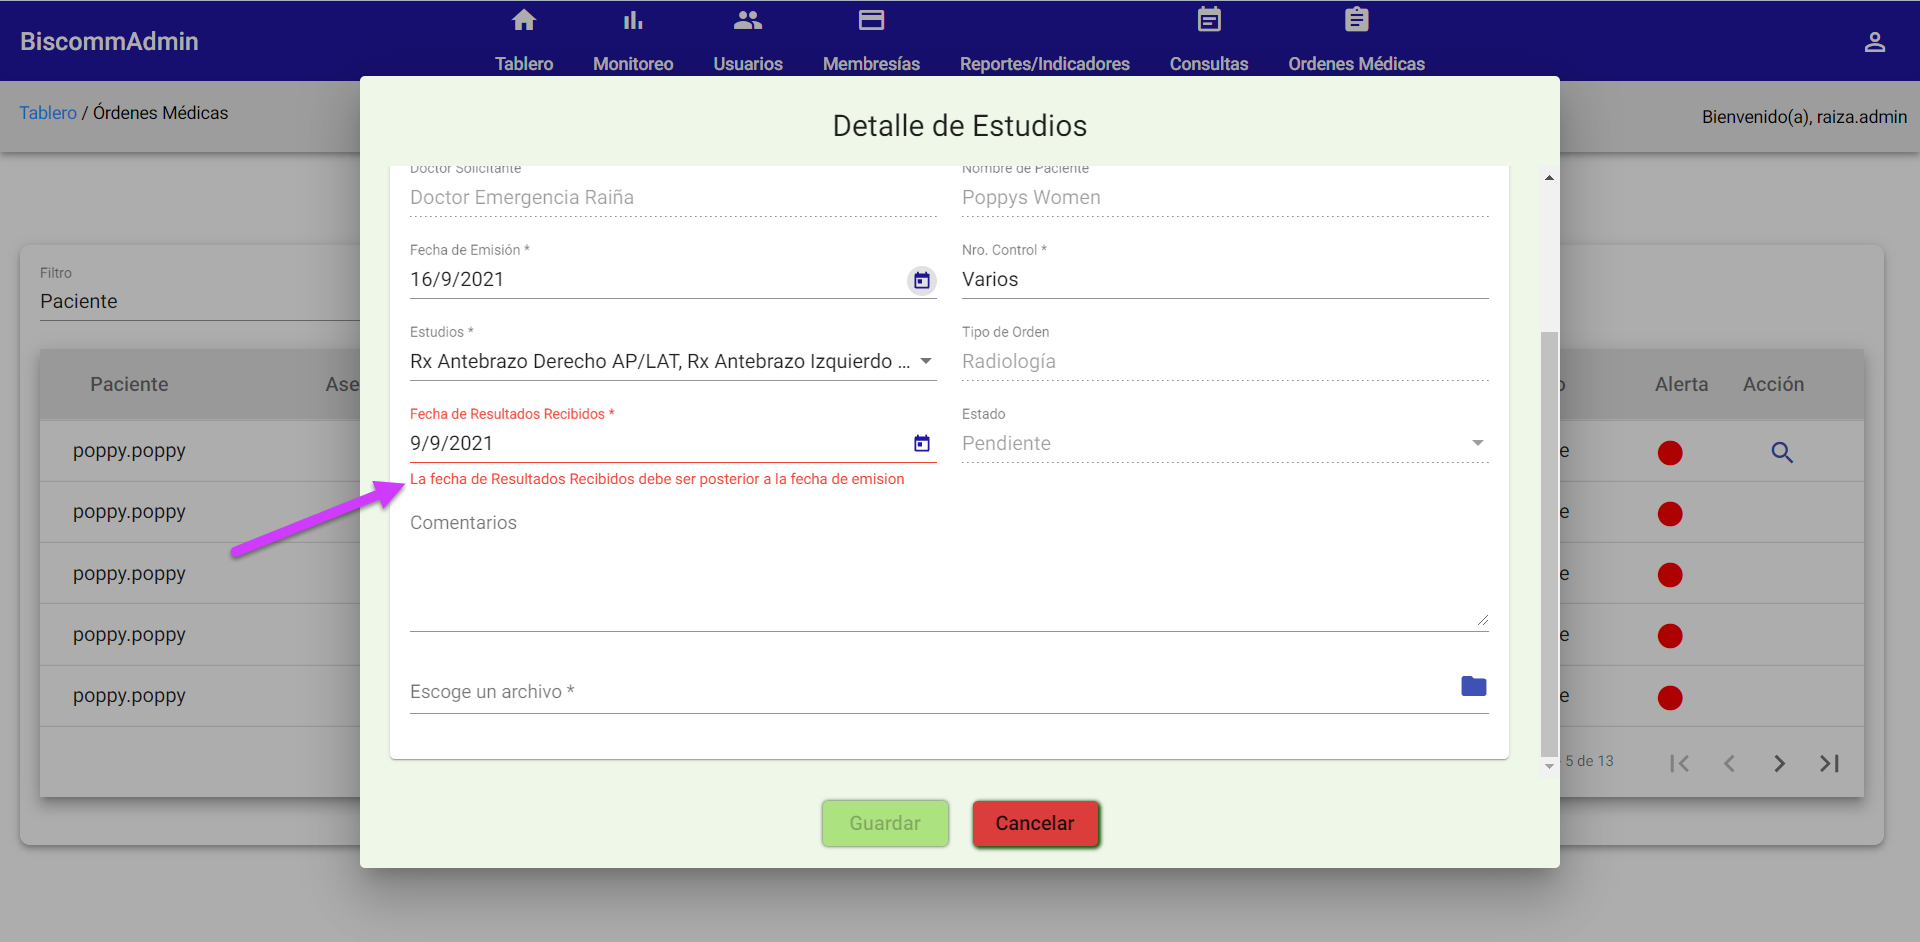 BiscommAdmin
Tablero
Monitoreo
Usuarios
Membresías
Reportes/Indicadores
Consultas
Ordenes Médicas
Tablero / Órdenes Médicas
Bienvenido(a), raiza.admin
Detalle de Estudios
Doctor Solicitante
Nombre de Paciente
Doctor Emergencia Raiña
Poppys Women
Fecha de Emisión *
Nro. Control *
16/9/2021
Varios
Filtro
Paciente
Estudios *
Tipo de Orden
Rx Antebrazo Derecho AP/LAT, Rx Antebrazo Izquierdo ...
Radiología
Paciente
Ase
o
Alerta
Acción
Fecha de Resultados Recibidos *
Estado
9/9/2021
Pendiente
La fecha de Resultados Recibidos debe ser posterior a la fecha de emision
poppy.poppy
e
poppy.poppy
e
poppy.poppy
e
poppy.poppy
e
poppy.poppy
e
Comentarios
Escoge un archivo *
5 de 13
Guardar
Cancelar